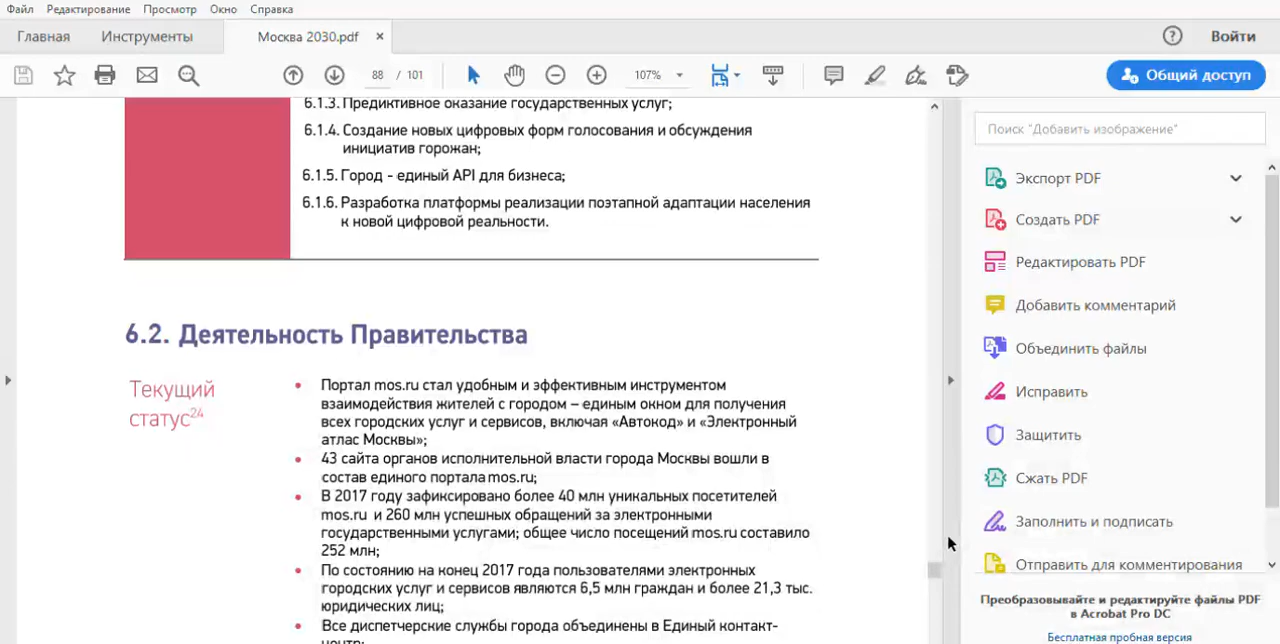 Файл Редактирование Просмотр Окно Справка
Главная Инструменты Москва 2030.pdf × ? Войти
88 / 101 107% Общий доступ
6.1.3. Предиктивное оказание государственных услуг;
6.1.4. Создание новых цифровых форм голосования и обсуждения
инициатив горожан;
6.1.5. Город - единый API для бизнеса;
6.1.6. Разработка платформы реализации поэтапной адаптации населения
к новой цифровой реальности.
6.2. Деятельность Правительства
Текущий
статус24
• Портал mos.ru стал удобным и эффективным инструментом
взаимодействия жителей с городом – единым окном для получения
всех городских услуг и сервисов, включая «Автокод» и «Электронный
атлас Москвы»;
• 43 сайта органов исполнительной власти города Москвы вошли в
состав единого портала mos.ru;
• В 2017 году зафиксировано более 40 млн уникальных посетителей
mos.ru и 260 млн успешных обращений за электронными
государственными услугами; общее число посещений mos.ru составило
252 млн;
• По состоянию на конец 2017 года пользователями электронных
городских услуг и сервисов являются 6,5 млн граждан и более 21,3 тыс.
юридических лиц;
• Все диспетчерские службы города объединены в Единый контакт-
центр;
Поиск "Добавить изображение"
Экспорт PDF
Создать PDF
Редактировать PDF
Добавить комментарий
Объединить файлы
Исправить
Защитить
Сжать PDF
Заполнить и подписать
Отправить для комментирования
Преобразовывайте и редактируйте файлы PDF
в Acrobat Pro DC
Бесплатная пробная версия